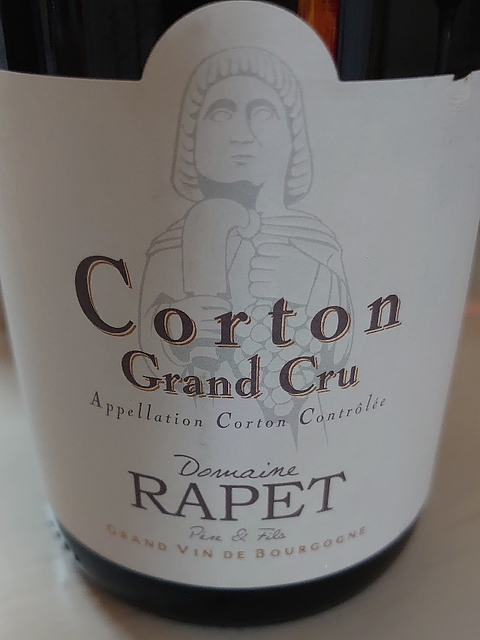 Corton
Grand Cru
Appellation Corton Contrôlée
Domaine
RAPET
Père & Fils
GRAND VIN DE BOURGOGNE